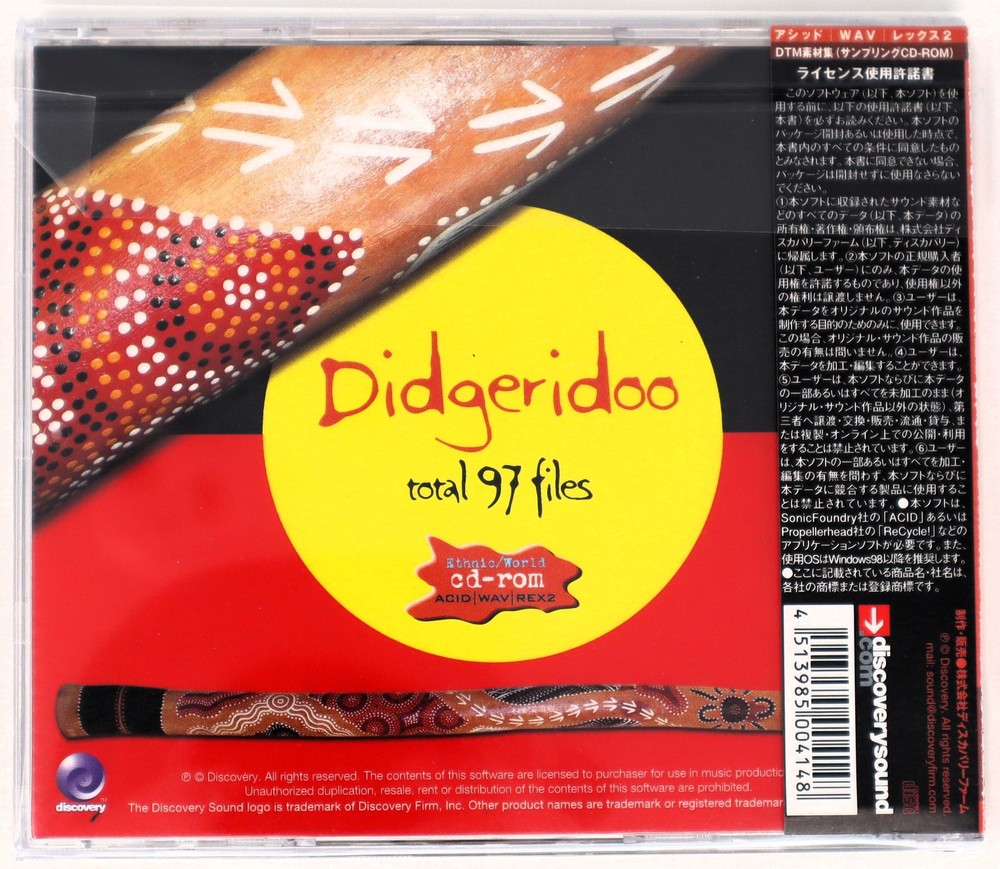 Didgeridoo
total 97 files
Ethnic/World
cd-rom
ACID|WAV|REX2
discovery
℗ © Discovery. All rights reserved. The contents of this software are licensed to purchaser for use in music productic
Unauthorized duplication, resale, rent or distribution of the contents of this software are prohibited.
The Discovery Sound logo is trademark of Discovery Firm, Inc. Other product names are trademark or registered trademar
アシッド | WAV | レックス2
DTM素材集(サンプリングCD-ROM)
ライセンス使用許諾書
このソフトウェア(以下、本ソフト)を使
用する前に、以下の使用許諾書(以下、
本書)を必ずお読みください。本ソフトの
パッケージ開封あるいは使用した時点で、
本書内のすべての条件に同意したもの
とみなされます。本書に同意できない場合、
パッケージは開封せずに使用なさらない
でください。
①本ソフトに収録されたサウンド素材な
どのすべてのデータ(以下、本データ)の
所有権・著作権・頒布権は、株式会社ディ
スカバリーファーム(以下、ディスカバリー)
に帰属します。②本ソフトの正規購入者
(以下、ユーザー)にのみ、本データの使
用権を許諾するものであり、使用権以外
の権利は譲渡しません。③ユーザーは、
本データをオリジナルのサウンド作品を
制作する目的のためのみに、使用できます。
この場合、オリジナル・サウンド作品の販
売の有無は問いません。④ユーザーは、
本データを加工・編集することができます。
⑤ユーザーは、本ソフトならびに本データ
の一部あるいはすべてを未加工のまま(オ
リジナル・サウンド作品以外の状態)、第
三者へ譲渡・交換・販売・流通・貸与、ま
たは複製・オンライン上での公開・利用
をすることは禁止されています。⑥ユーザー
は、本ソフトの一部あるいはすべてを加工・
編集の有無を問わず、本ソフトならびに
本データに競合する製品に使用するこ
とは禁止されています。●本ソフトは、
SonicFoundry社の「ACID」あるいは
Propellerhead社の「ReCycle!」などの
アプリケーションソフトが必要です。また、
使用OSはWindows98以降を推奨します。
●ここに記載されている商品名・社名は、
各社の商標または登録商標です。
制作・販売●株式会社ディスカバリーファーム
℗ © Discovery. All rights reserved.
mail: sound@discoveryfirm.com
discoverysound
.com
4 513985 004148